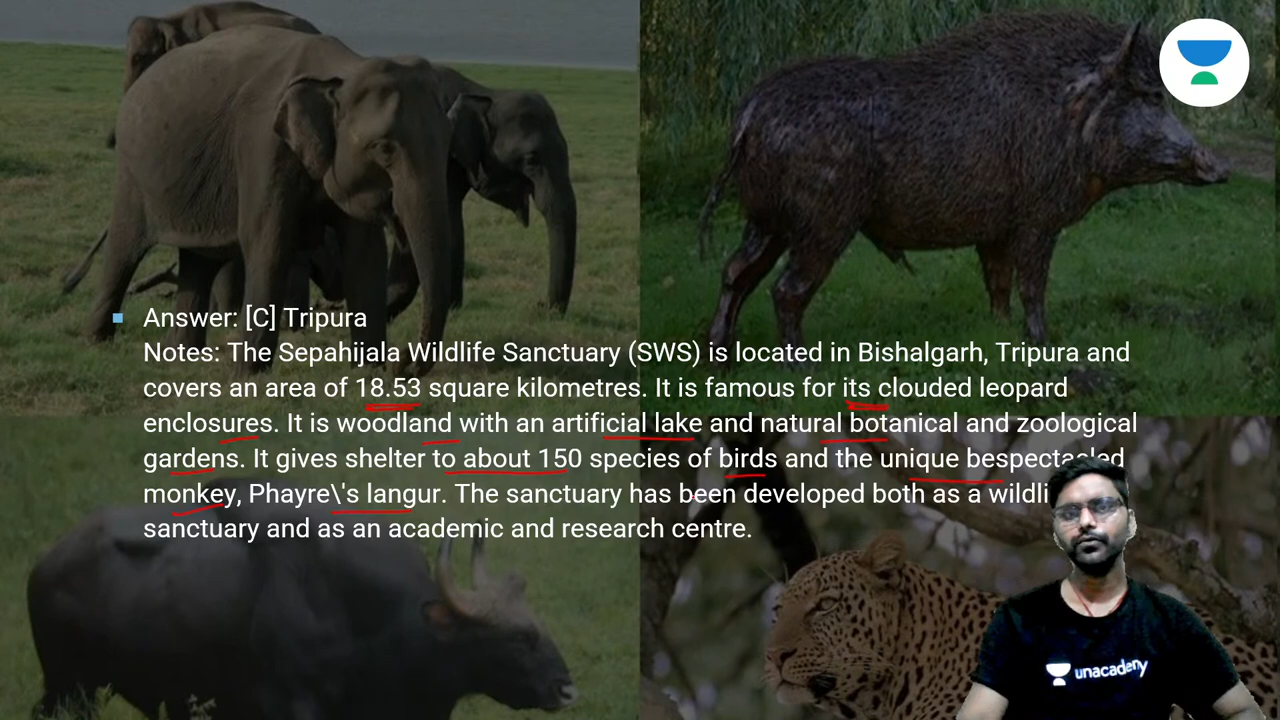 Answer: [C] Tripura
Notes: The Sepahijala Wildlife Sanctuary (SWS) is located in Bishalgarh, Tripura and
covers an area of 18.53 square kilometres. It is famous for its clouded leopard
enclosures. It is woodland with an artificial lake and natural botanical and zoological
gardens. It gives shelter to about 150 species of birds and the unique bespectacled
monkey, Phayre\'s langur. The sanctuary has been developed both as a wildli
sanctuary and as an academic and research centre.
unacademy